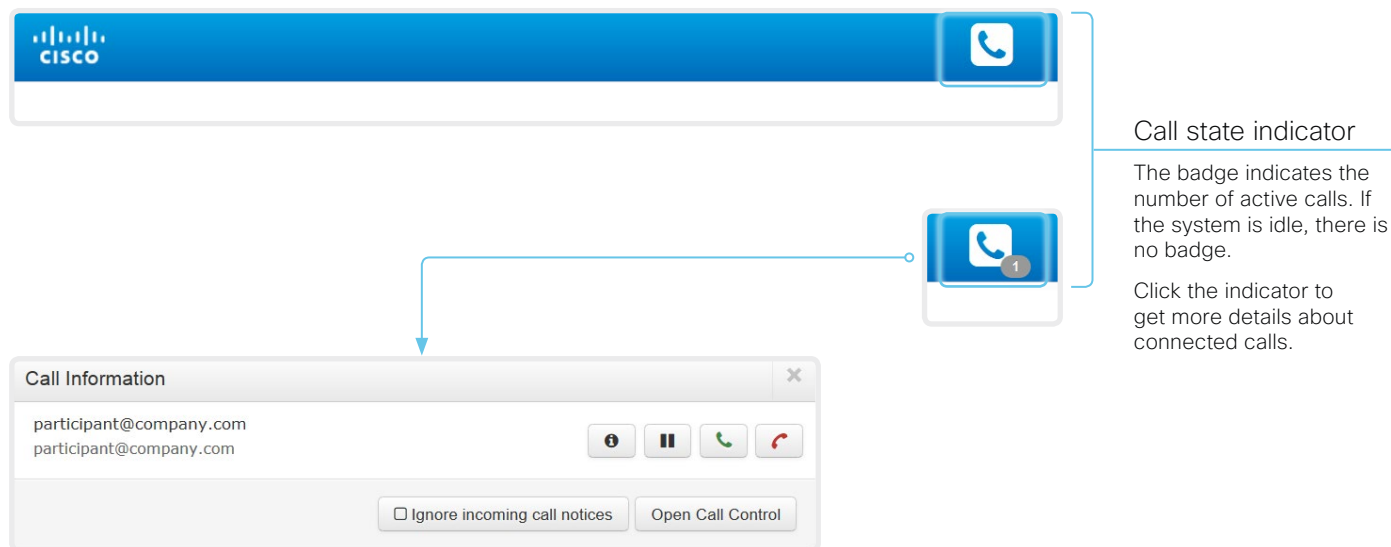 CISCO
Call state indicator
The badge indicates the
number of active calls. If
the system is idle, there is
no badge.
1
Click the indicator to
get more details about
connected calls.
Call Information
participant@company.com
participant@company.com
Ignore incoming call notices
Open Call Control